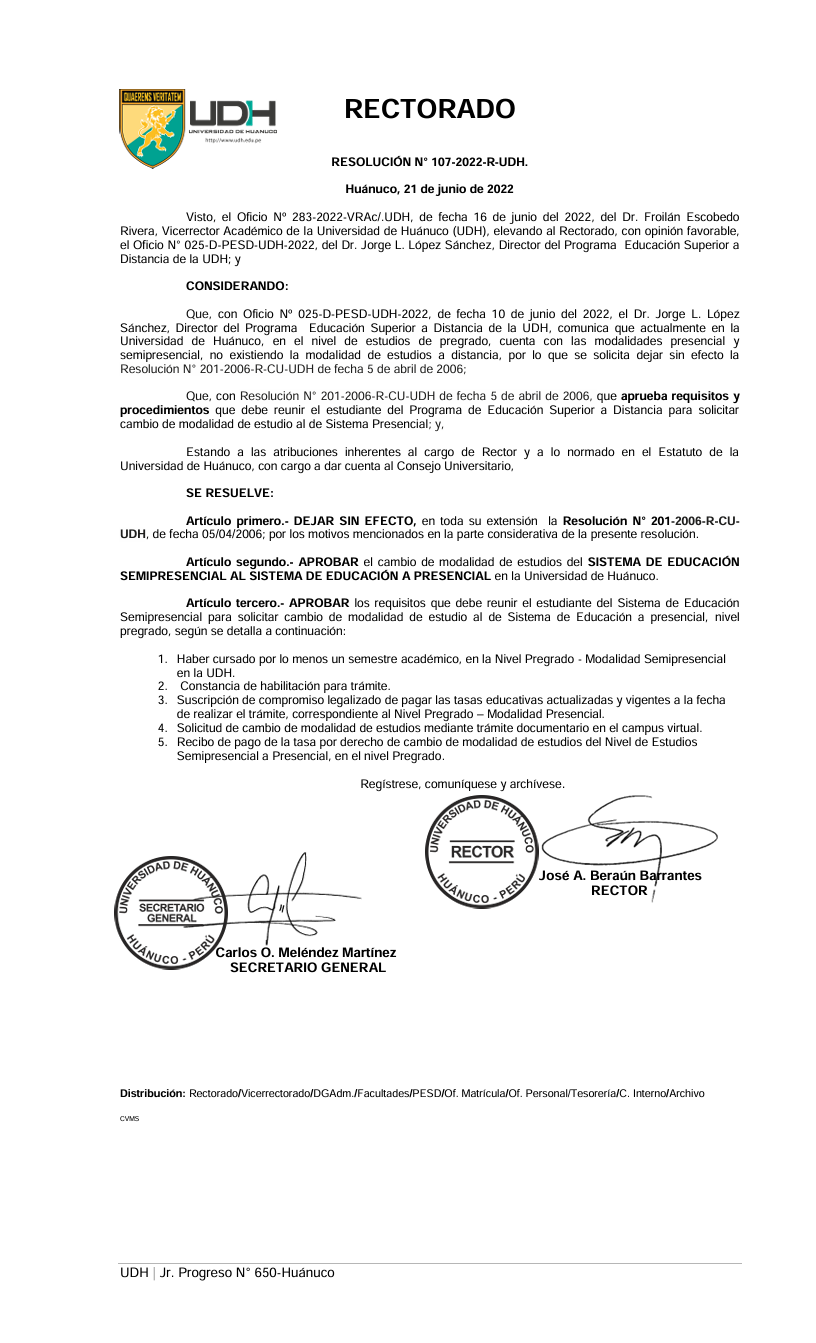 QUAERENS VERITATEM
UDH
UNIVERSIDAD DE HUANUCO
http://www.udh.edu.pe
RECTORADO
RESOLUCIÓN N° 107-2022-R-UDH.
Huánuco, 21 de junio de 2022
Visto, el Oficio Nº 283-2022-VRAc/.UDH, de fecha 16 de junio del 2022, del Dr. Froilán Escobedo
Rivera, Vicerrector Académico de la Universidad de Huánuco (UDH), elevando al Rectorado, con opinión favorable,
el Oficio N° 025-D-PESD-UDH-2022, del Dr. Jorge L. López Sánchez, Director del Programa Educación Superior a
Distancia de la UDH; y
CONSIDERANDO:
Que, con Oficio Nº 025-D-PESD-UDH-2022, de fecha 10 de junio del 2022, el Dr. Jorge L. López
Sánchez, Director del Programa Educación Superior a Distancia de la UDH, comunica que actualmente en la
Universidad de Huánuco, en el nivel de estudios de pregrado, cuenta con las modalidades presencial y
semipresencial, no existiendo la modalidad de estudios a distancia, por lo que se solicita dejar sin efecto la
Resolución N° 201-2006-R-CU-UDH de fecha 5 de abril de 2006;
Que, con Resolución N° 201-2006-R-CU-UDH de fecha 5 de abril de 2006, que aprueba requisitos y
procedimientos que debe reunir el estudiante del Programa de Educación Superior a Distancia para solicitar
cambio de modalidad de estudio al de Sistema Presencial; y,
Estando a las atribuciones inherentes al cargo de Rector y a lo normado en el Estatuto de la
Universidad de Huánuco, con cargo a dar cuenta al Consejo Universitario,
SE RESUELVE:
Artículo primero.- DEJAR SIN EFECTO, en toda su extensión la Resolución N° 201-2006-R-CU-
UDH, de fecha 05/04/2006; por los motivos mencionados en la parte considerativa de la presente resolución.
Artículo segundo.- APROBAR el cambio de modalidad de estudios del SISTEMA DE EDUCACIÓN
SEMIPRESENCIAL AL SISTEMA DE EDUCACIÓN A PRESENCIAL en la Universidad de Huánuco.
Artículo tercero.- APROBAR los requisitos que debe reunir el estudiante del Sistema de Educación
Semipresencial para solicitar cambio de modalidad de estudio al de Sistema de Educación a presencial, nivel
pregrado, según se detalla a continuación:
1. Haber cursado por lo menos un semestre académico, en la Nivel Pregrado - Modalidad Semipresencial
en la UDH.
2. Constancia de habilitación para trámite.
3. Suscripción de compromiso legalizado de pagar las tasas educativas actualizadas y vigentes a la fecha
de realizar el trámite, correspondiente al Nivel Pregrado – Modalidad Presencial.
4. Solicitud de cambio de modalidad de estudios mediante trámite documentario en el campus virtual.
5. Recibo de pago de la tasa por derecho de cambio de modalidad de estudios del Nivel de Estudios
Semipresencial a Presencial, en el nivel Pregrado.
Regístrese, comuníquese y archívese.
UNIVERSIDAD DE HUÁNUCO
RECTOR
HUÁNUCO - PERÚ
José A. Beraún Barrantes
RECTOR
UNIVERSIDAD DE HUÁNUCO
SECRETARIO
GENERAL
HUÁNUCO - PERÚ
Carlos O. Meléndez Martínez
SECRETARIO GENERAL
Distribución: Rectorado/Vicerrectorado/DGAdm./Facultades/PESD/Of. Matrícula/Of. Personal/Tesorería/C. Interno/Archivo
CVMS
UDH | Jr. Progreso N° 650-Huánuco